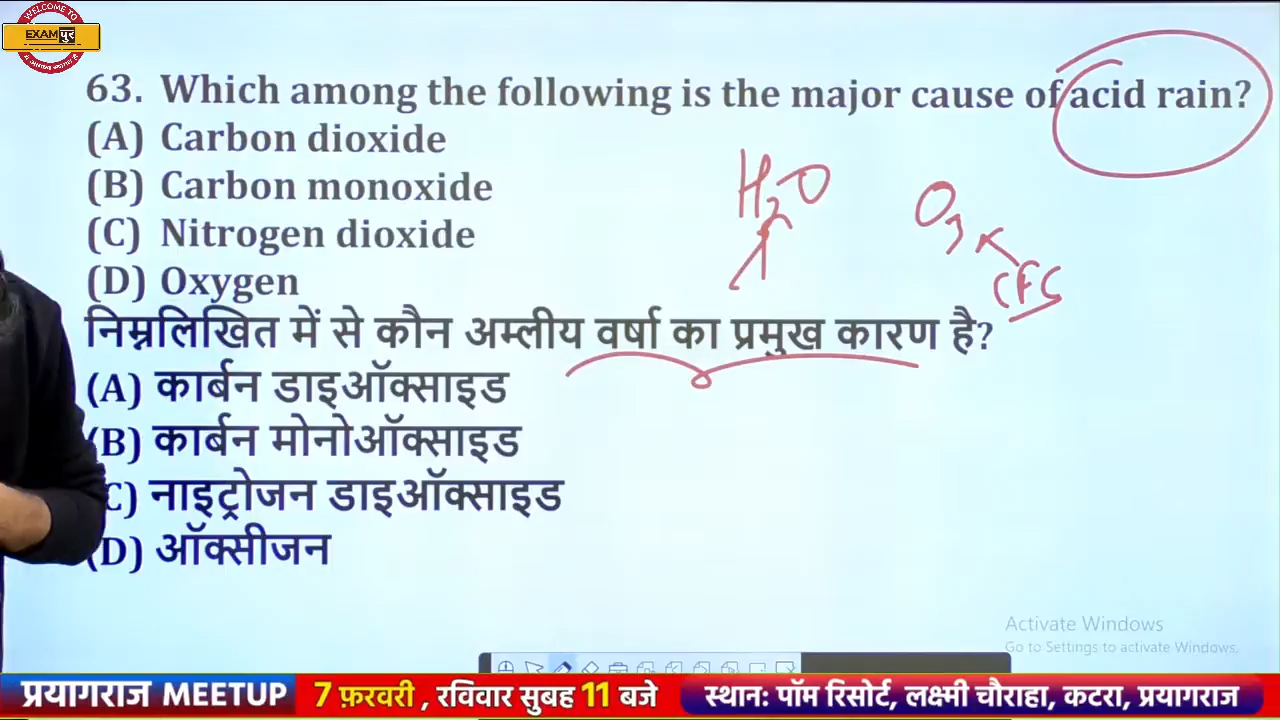 WELCOME TO
EXAMपुर
63. Which among the following is the major cause of acid rain?
(A) Carbon dioxide
(B) Carbon monoxide
(C) Nitrogen dioxide
(D) Oxygen
H₂O
O₃
CFC
निम्नलिखित में से कौन अम्लीय वर्षा का प्रमुख कारण है?
(A) कार्बन डाइऑक्साइड
(B) कार्बन मोनोऑक्साइड
C) नाइट्रोजन डाइऑक्साइड
(D) ऑक्सीजन
Activate Windows
Go to Settings to activate Windows.
प्रयागराज MEETUP 7 फ़रवरी , रविवार सुबह 11 बजे स्थान: पॉम रिसोर्ट, लक्ष्मी चौराहा, कटरा, प्रयागराज